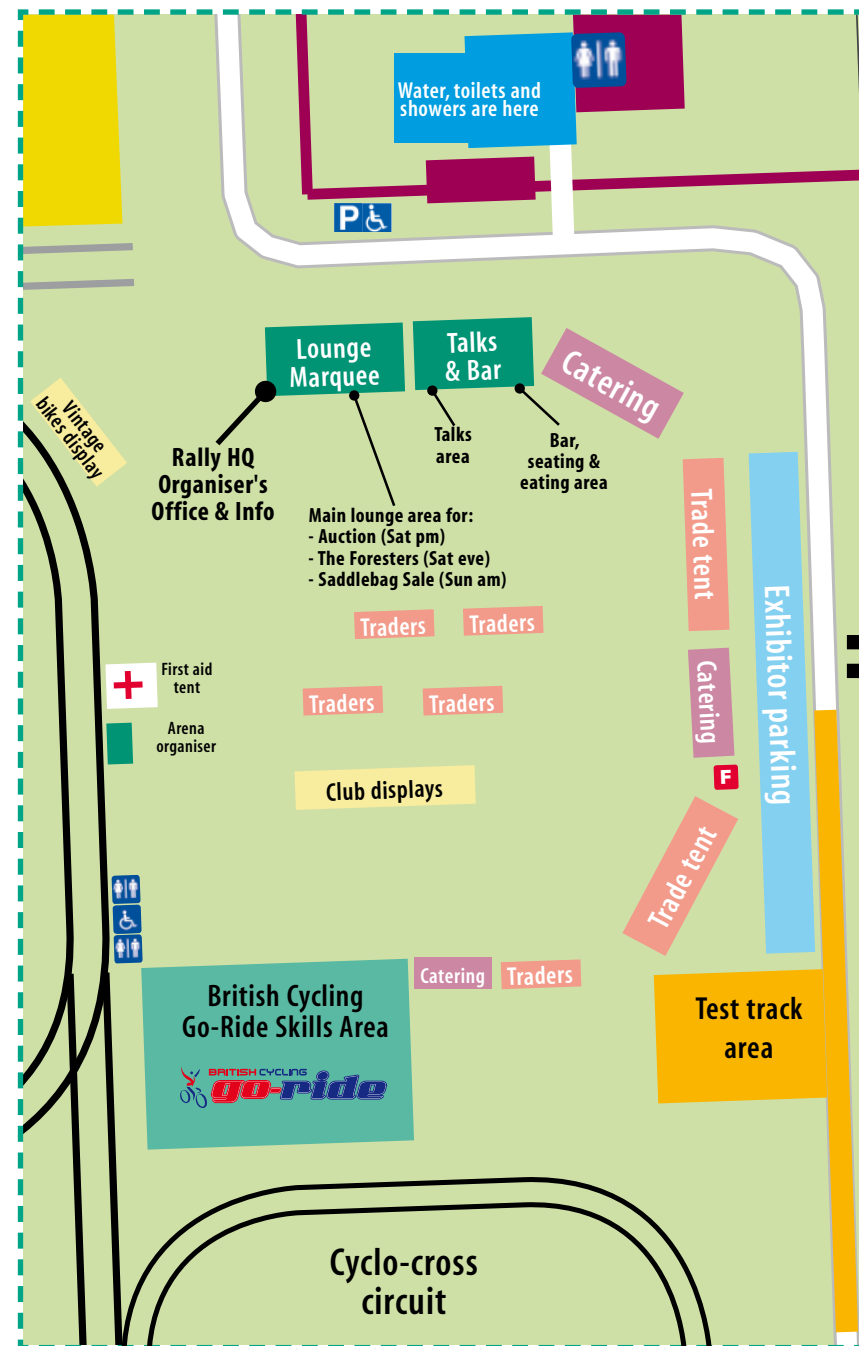 Water, toilets and
showers are here
P
Lounge
Marquee
Talks
& Bar
Catering
Vintage
bikes display
Rally HQ
Organiser's
Office & Info
Talks
area
Bar,
seating &
eating area
Main lounge area for:
- Auction (Sat pm)
- The Foresters (Sat eve)
- Saddlebag Sale (Sun am)
Trade tent
Exhibitor parking
Traders
Traders
First aid
tent
Catering
Traders
Traders
Arena
organiser
F
Club displays
Trade tent
Catering
Traders
British Cycling
Go-Ride Skills Area
BRITISH CYCLING
go-ride
Test track
area
Cyclo-cross
circuit